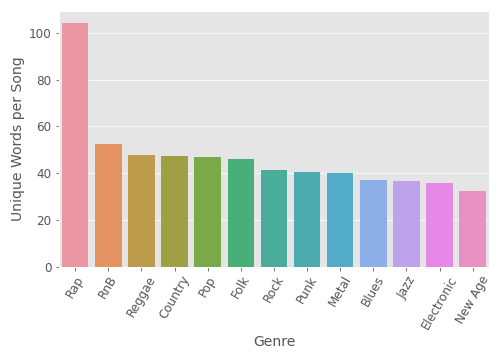 Unique Words per Song
100
80
60
40
20
0
Rap
RnB
Reggae
Country
Pop
Folk
Rock
Punk
Metal
Blues
Jazz
Electronic
New Age
Genre